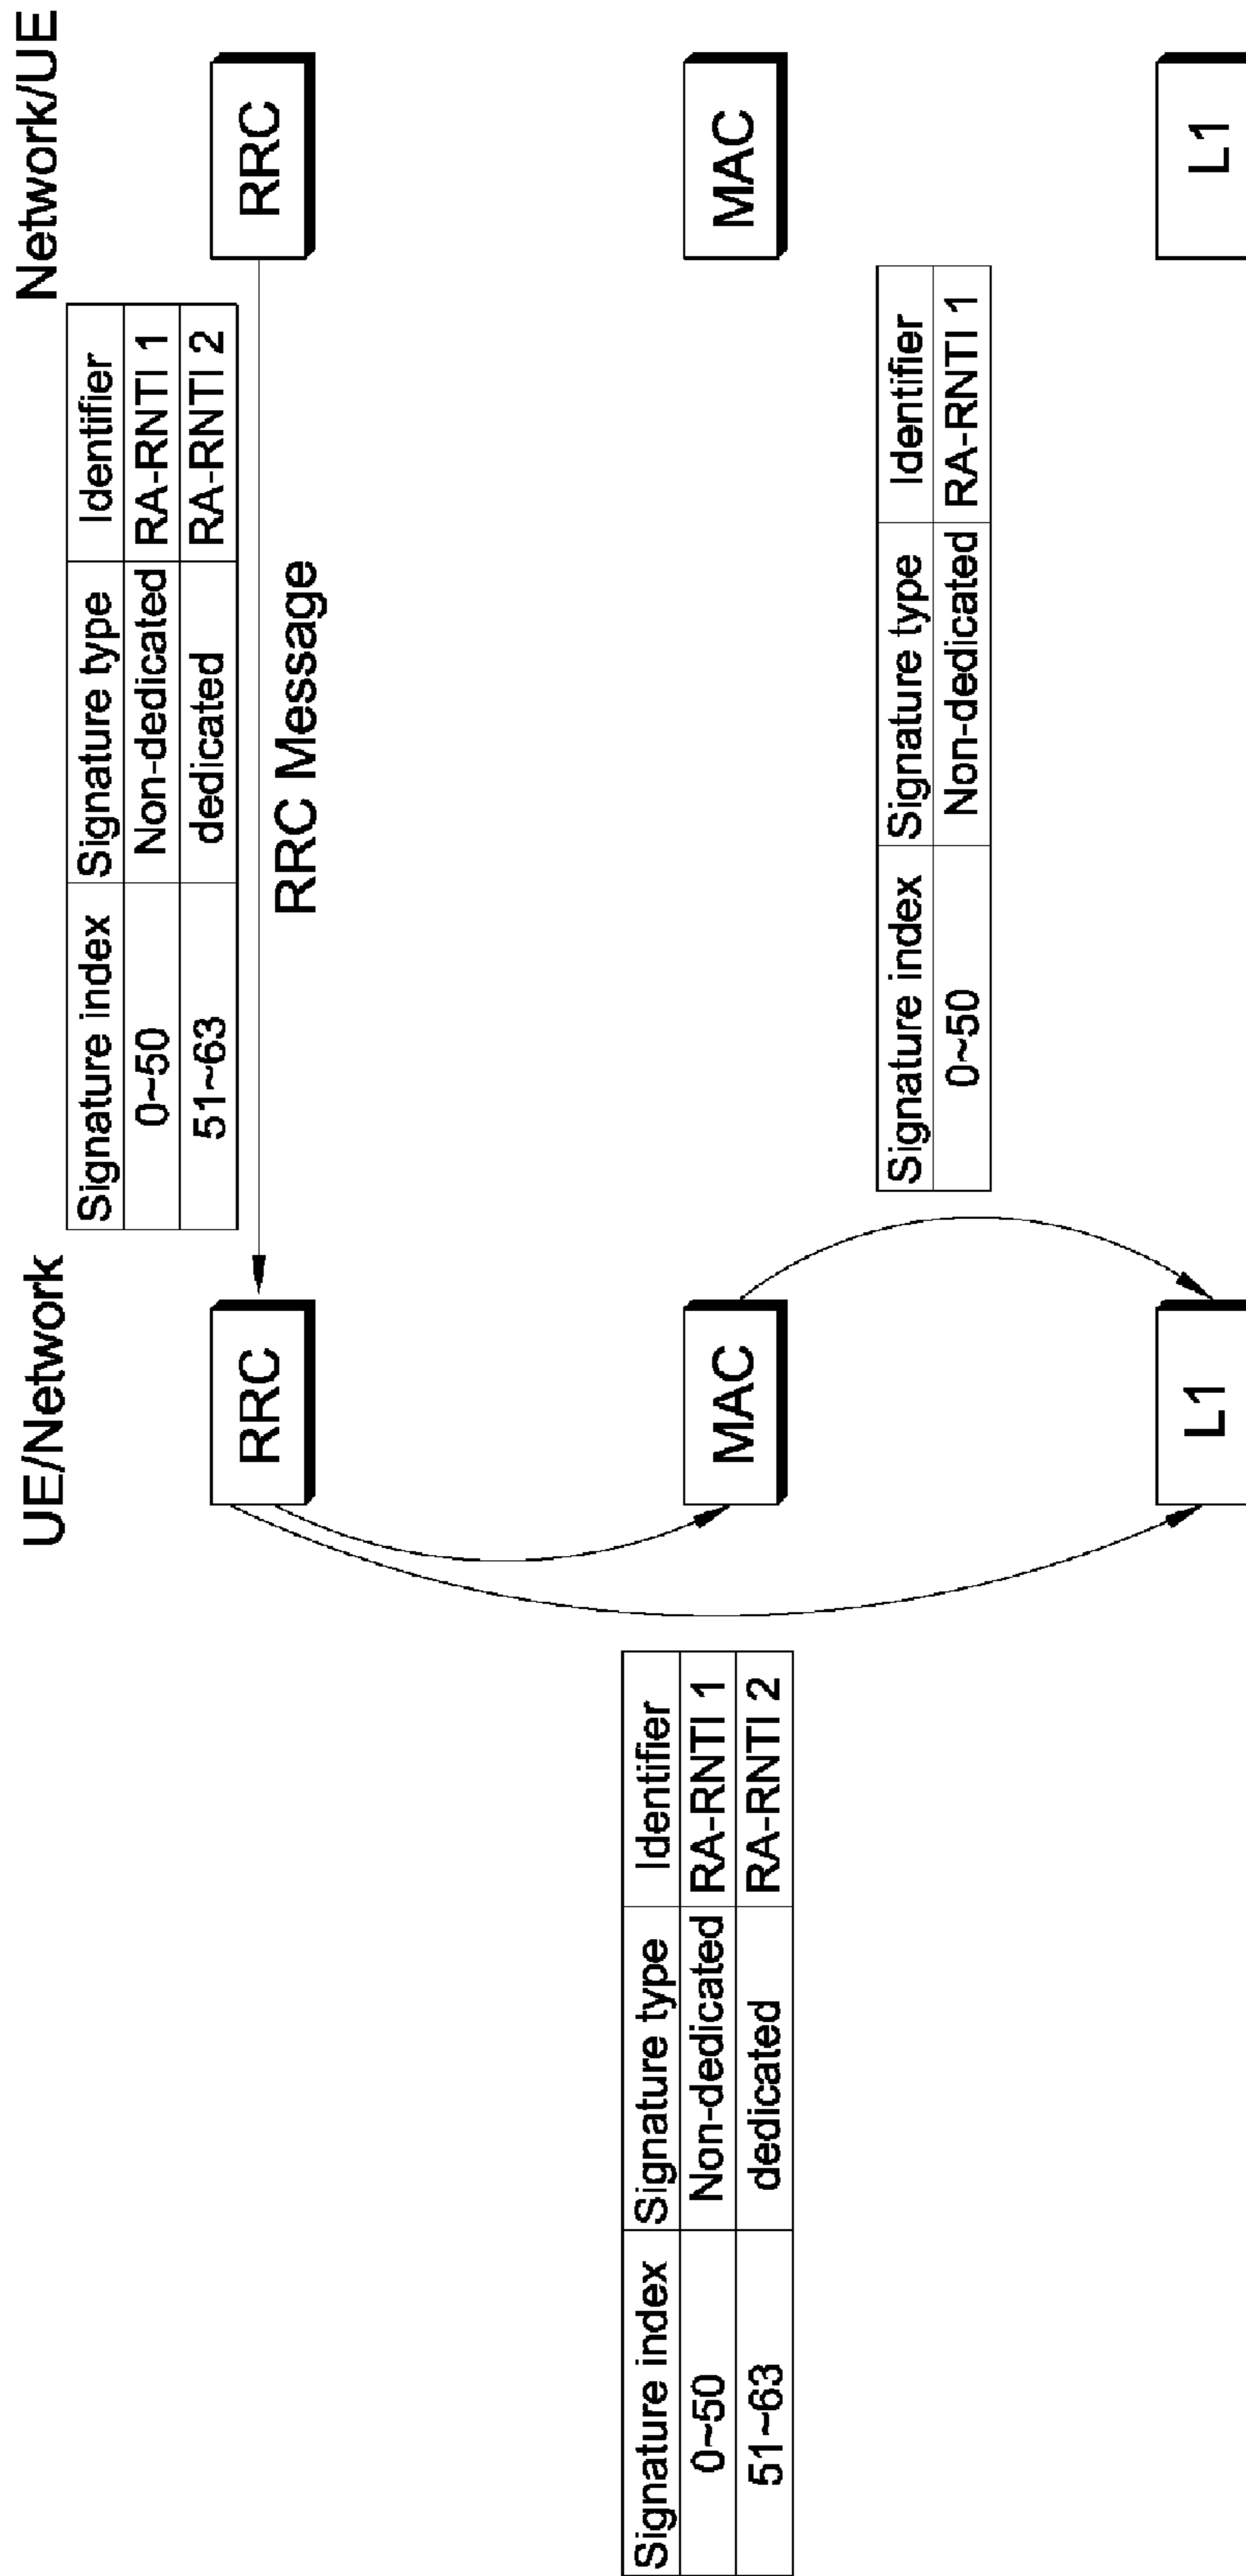 UE/Network
Network/UE
Signature index Signature type Identifier
0~50 Non-dedicated RA-RNTI 1
51~63 dedicated RA-RNTI 2
RRC
RRC
RRC Message
Signature index Signature type Identifier
0~50 Non-dedicated RA-RNTI 1
51~63 dedicated RA-RNTI 2
MAC
MAC
Signature index Signature type Identifier
0~50 Non-dedicated RA-RNTI 1
L1
L1